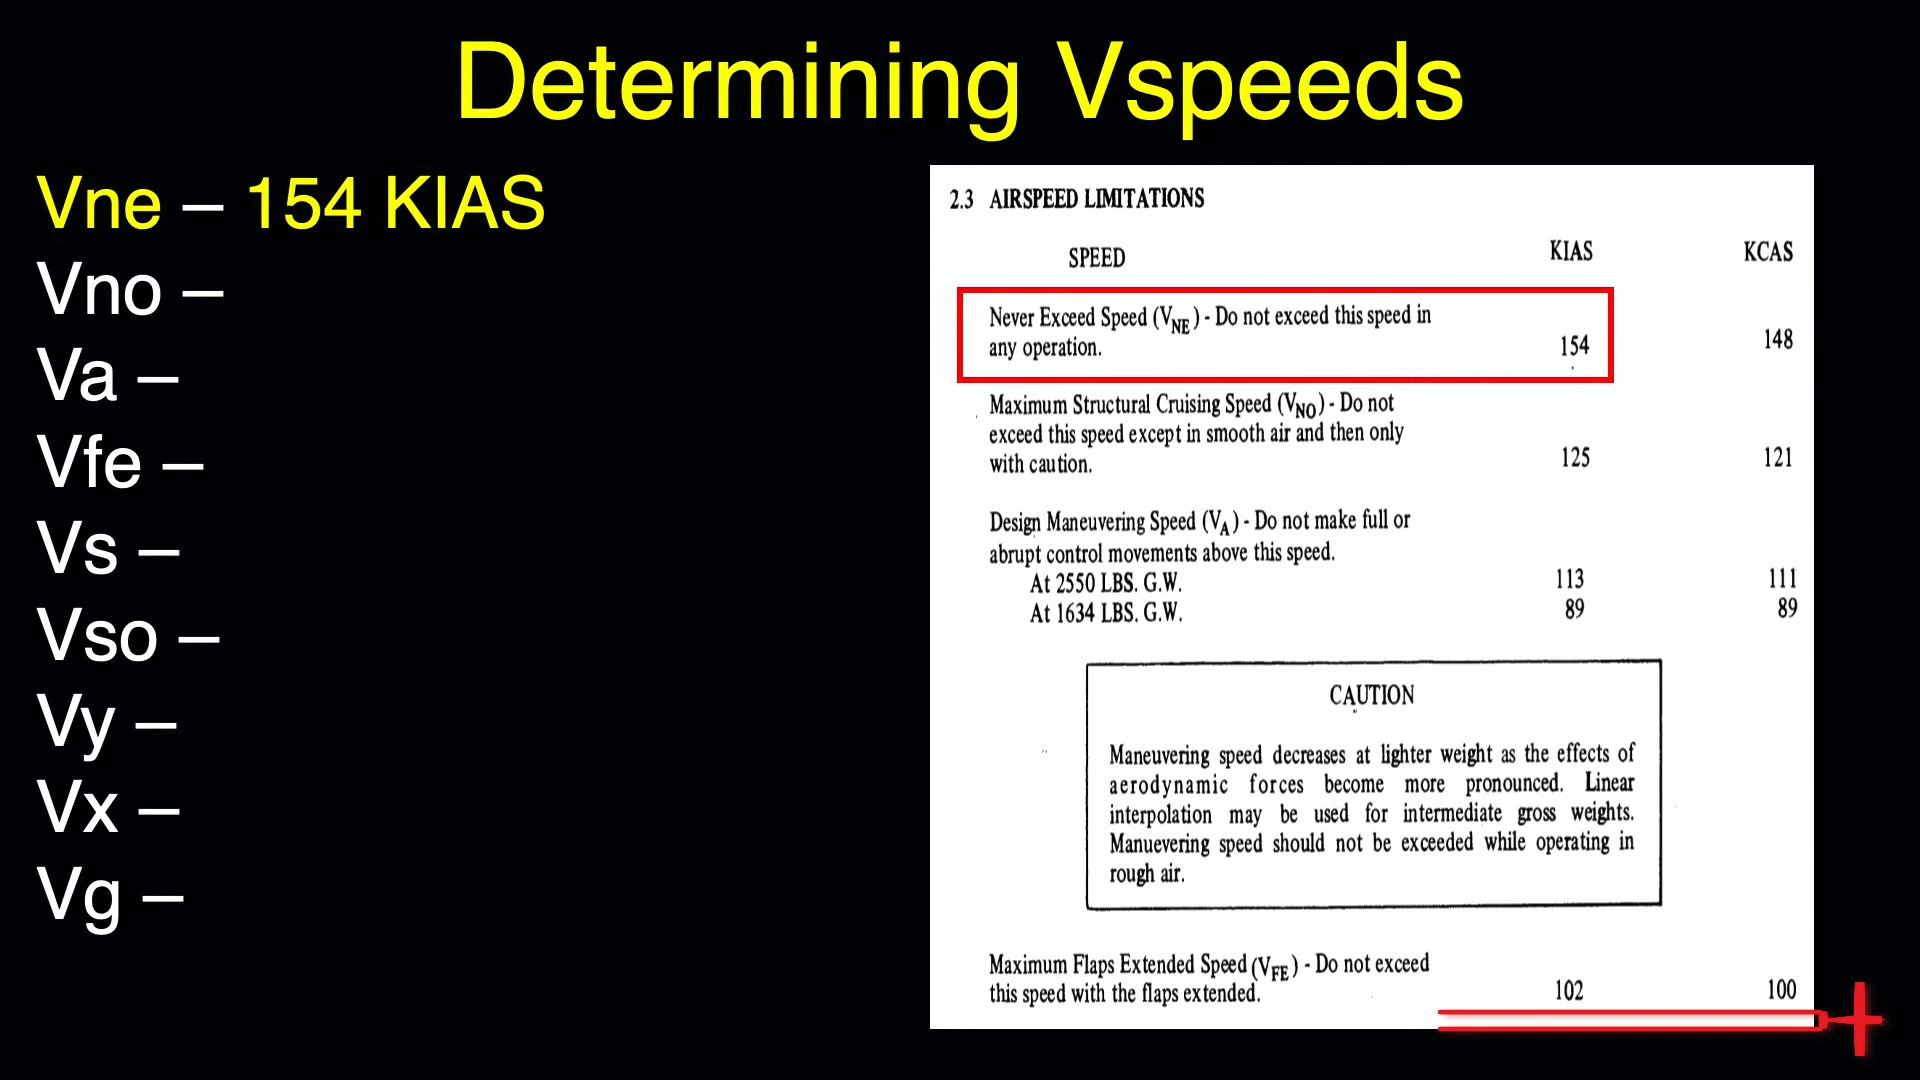 Determining Vspeeds
Vne – 154 KIAS
Vno –
Va –
Vfe –
Vs –
Vso –
Vy –
Vx –
Vg –
2.3 AIRSPEED LIMITATIONS
SPEED KIAS KCAS
Never Exceed Speed (VNE) - Do not exceed this speed in
any operation. 154 148
Maximum Structural Cruising Speed (VNO) - Do not
exceed this speed except in smooth air and then only
with caution. 125 121
Design Maneuvering Speed (VA) - Do not make full or
abrupt control movements above this speed.
At 2550 LBS. G.W. 113 111
At 1634 LBS. G.W. 89 89
CAUTION
Maneuvering speed decreases at lighter weight as the effects of
aerodynamic forces become more pronounced. Linear
interpolation may be used for intermediate gross weights.
Manuevering speed should not be exceeded while operating in
rough air.
Maximum Flaps Extended Speed (VFE) - Do not exceed
this speed with the flaps extended. 102 100